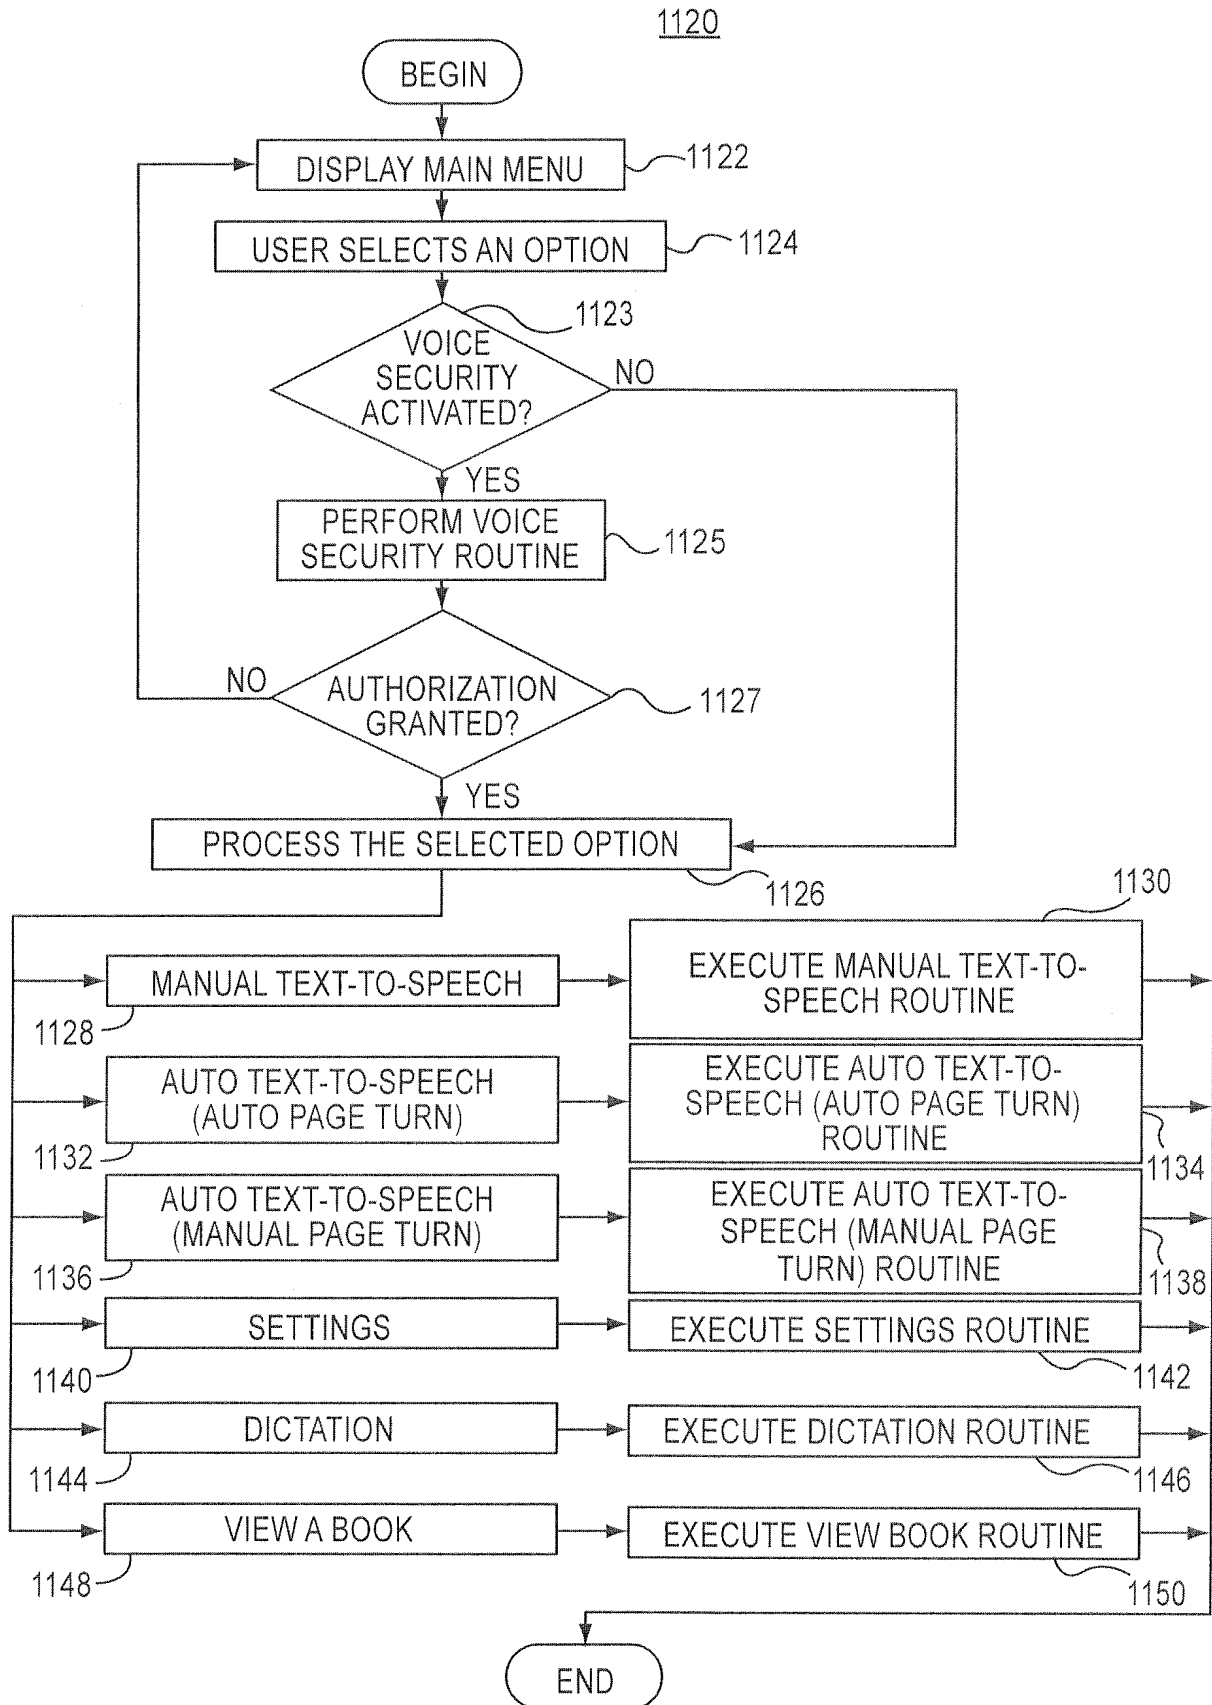 1120
BEGIN
DISPLAY MAIN MENU
1122
USER SELECTS AN OPTION
1124
1123
VOICE
SECURITY
ACTIVATED?
NO
YES
PERFORM VOICE
SECURITY ROUTINE
1125
NO
AUTHORIZATION
GRANTED?
1127
YES
PROCESS THE SELECTED OPTION
1126
1130
MANUAL TEXT-TO-SPEECH
1128
EXECUTE MANUAL TEXT-TO-
SPEECH ROUTINE
AUTO TEXT-TO-SPEECH
(AUTO PAGE TURN)
1132
EXECUTE AUTO TEXT-TO-
SPEECH (AUTO PAGE TURN)
ROUTINE
1134
AUTO TEXT-TO-SPEECH
(MANUAL PAGE TURN)
1136
EXECUTE AUTO TEXT-TO-
SPEECH (MANUAL PAGE
TURN) ROUTINE
1138
SETTINGS
1140
EXECUTE SETTINGS ROUTINE
1142
DICTATION
1144
EXECUTE DICTATION ROUTINE
1146
VIEW A BOOK
1148
EXECUTE VIEW BOOK ROUTINE
1150
END